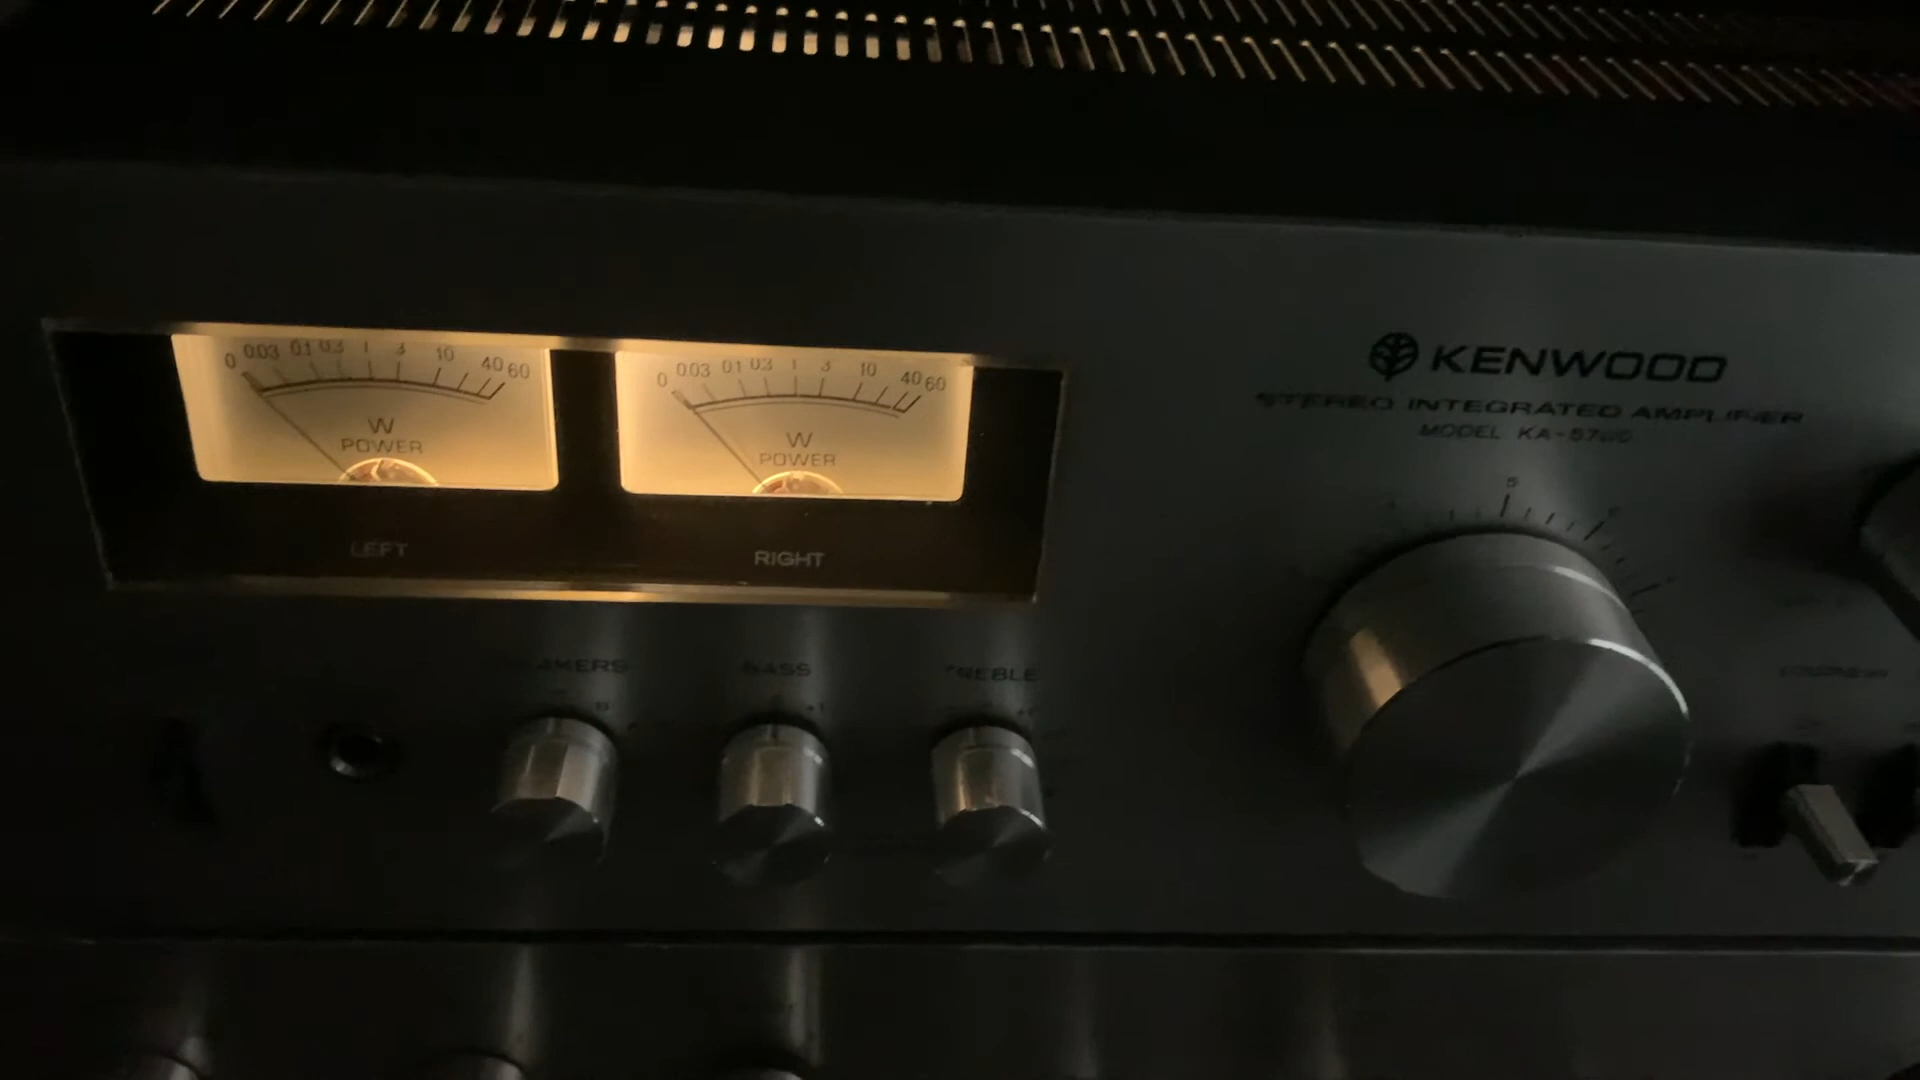 0 0.03 0.1 0.3 1 3 10 40 60
W
POWER
LEFT
0 0.03 0.1 0.3 1 3 10 40 60
W
POWER
RIGHT
KENWOOD
STEREO INTEGRATED AMPLIFIER
MODEL
5
BASS
TREBLE